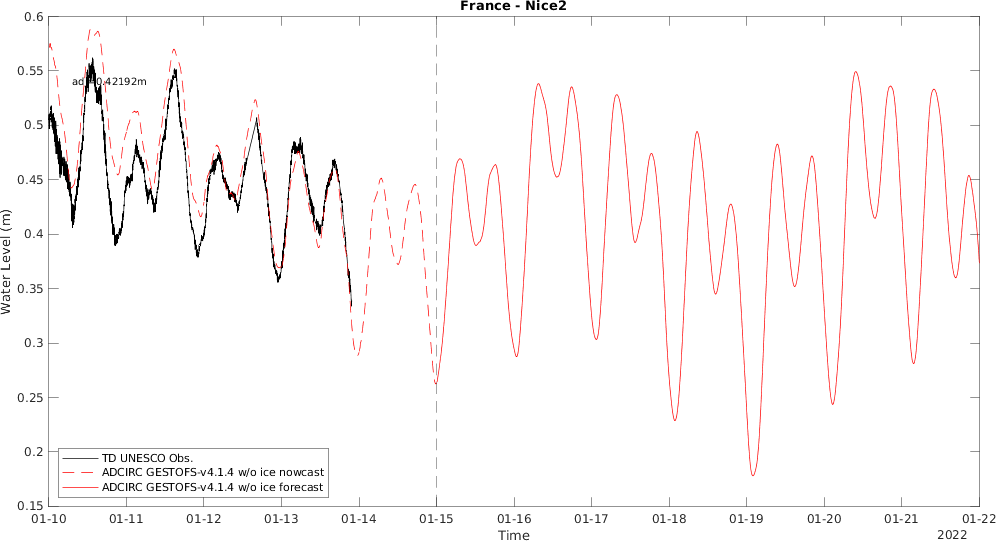 France - Nice2
0.6
0.55
0.5
0.45
0.4
0.35
0.3
0.25
0.2
0.15
Water Level (m)
0.42192m
TD UNESCO Obs.
ADCIRC GESTOFS-v4.1.4 w/o ice nowcast
ADCIRC GESTOFS-v4.1.4 w/o ice forecast
01-10 01-11 01-12 01-13 01-14 01-15 01-16 01-17 01-18 01-19 01-20 01-21 01-22
Time
2022